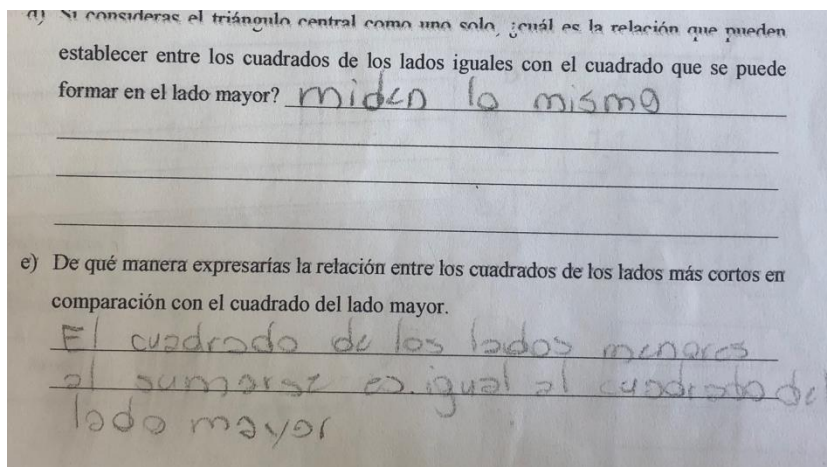 d) Si consideras el triángulo central como uno solo, ¿cuál es la relación que pueden
establecer entre los cuadrados de los lados iguales con el cuadrado que se puede
formar en el lado mayor? miden lo mismo
e) De qué manera expresarías la relación entre los cuadrados de los lados más cortos en
comparación con el cuadrado del lado mayor.
El cuadrado de los lados menores
al sumarse es igual al cuadrado del
lado mayor